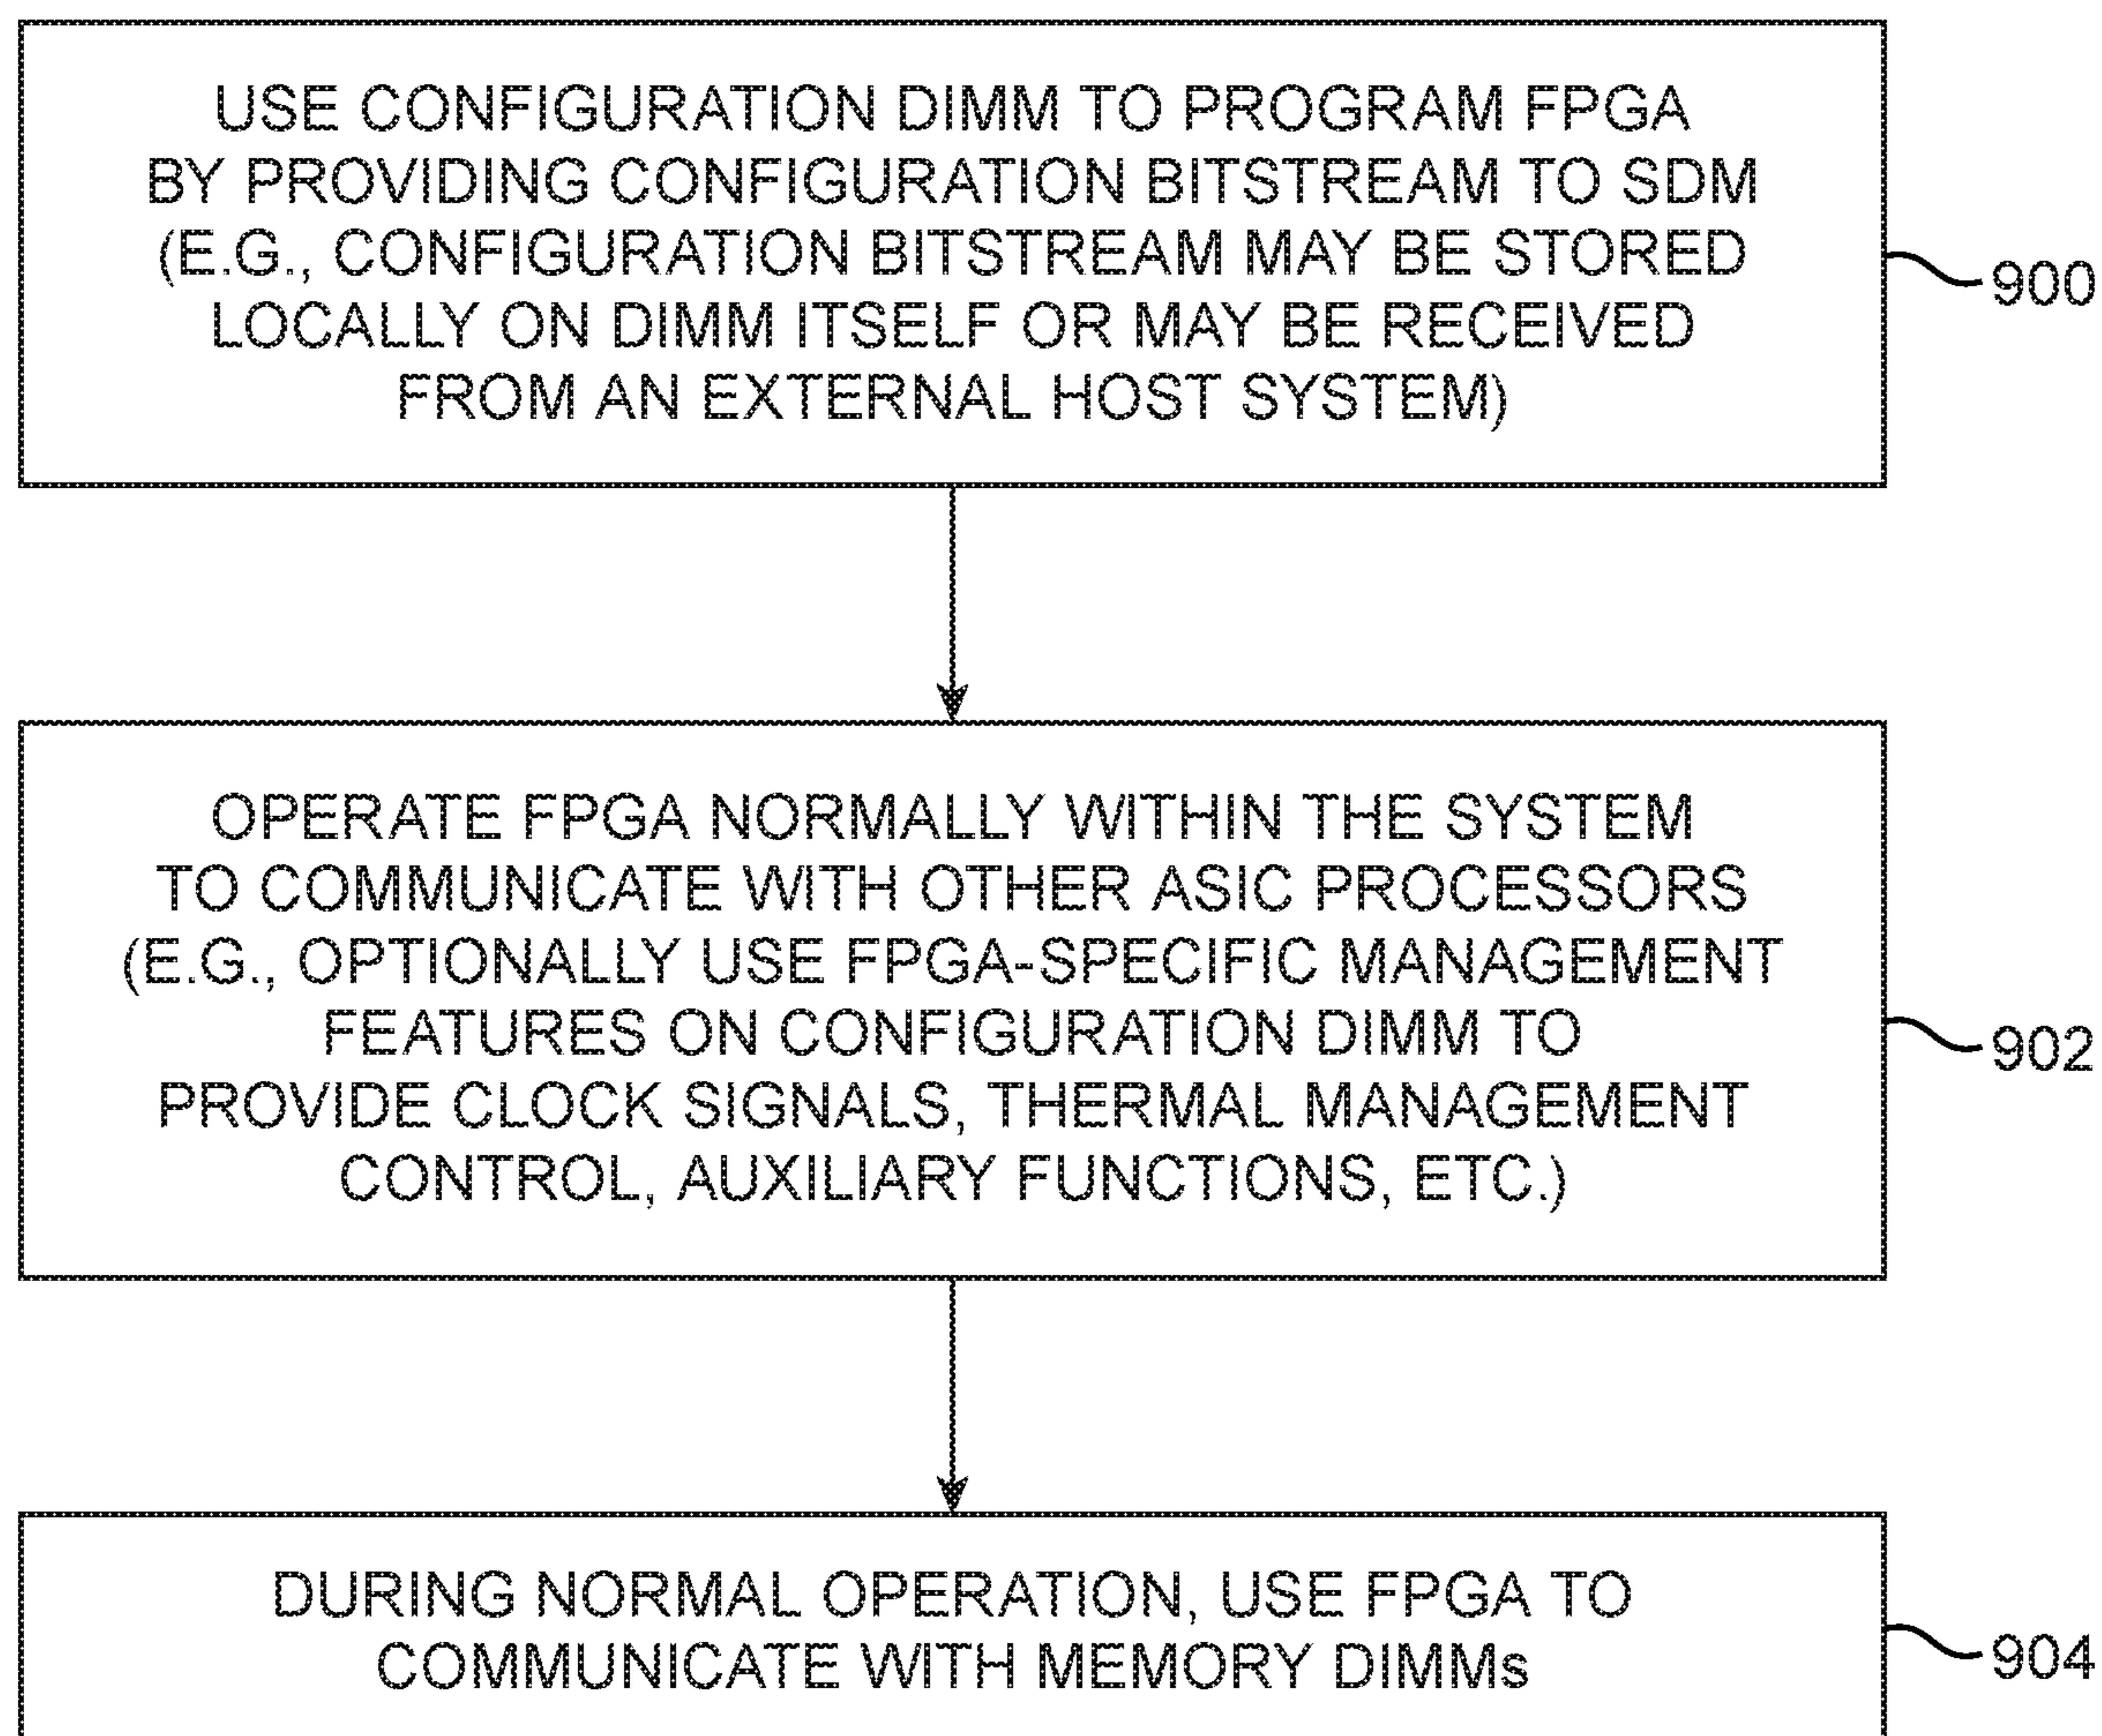 USE CONFIGURATION DIMM TO PROGRAM FPGA
BY PROVIDING CONFIGURATION BITSTREAM TO SDM
(E.G., CONFIGURATION BITSTREAM MAY BE STORED
LOCALLY ON DIMM ITSELF OR MAY BE RECEIVED
FROM AN EXTERNAL HOST SYSTEM)
900
OPERATE FPGA NORMALLY WITHIN THE SYSTEM
TO COMMUNICATE WITH OTHER ASIC PROCESSORS
(E.G., OPTIONALLY USE FPGA-SPECIFIC MANAGEMENT
FEATURES ON CONFIGURATION DIMM TO
PROVIDE CLOCK SIGNALS, THERMAL MANAGEMENT
CONTROL, AUXILIARY FUNCTIONS, ETC.)
902
DURING NORMAL OPERATION, USE FPGA TO
COMMUNICATE WITH MEMORY DIMMs
904